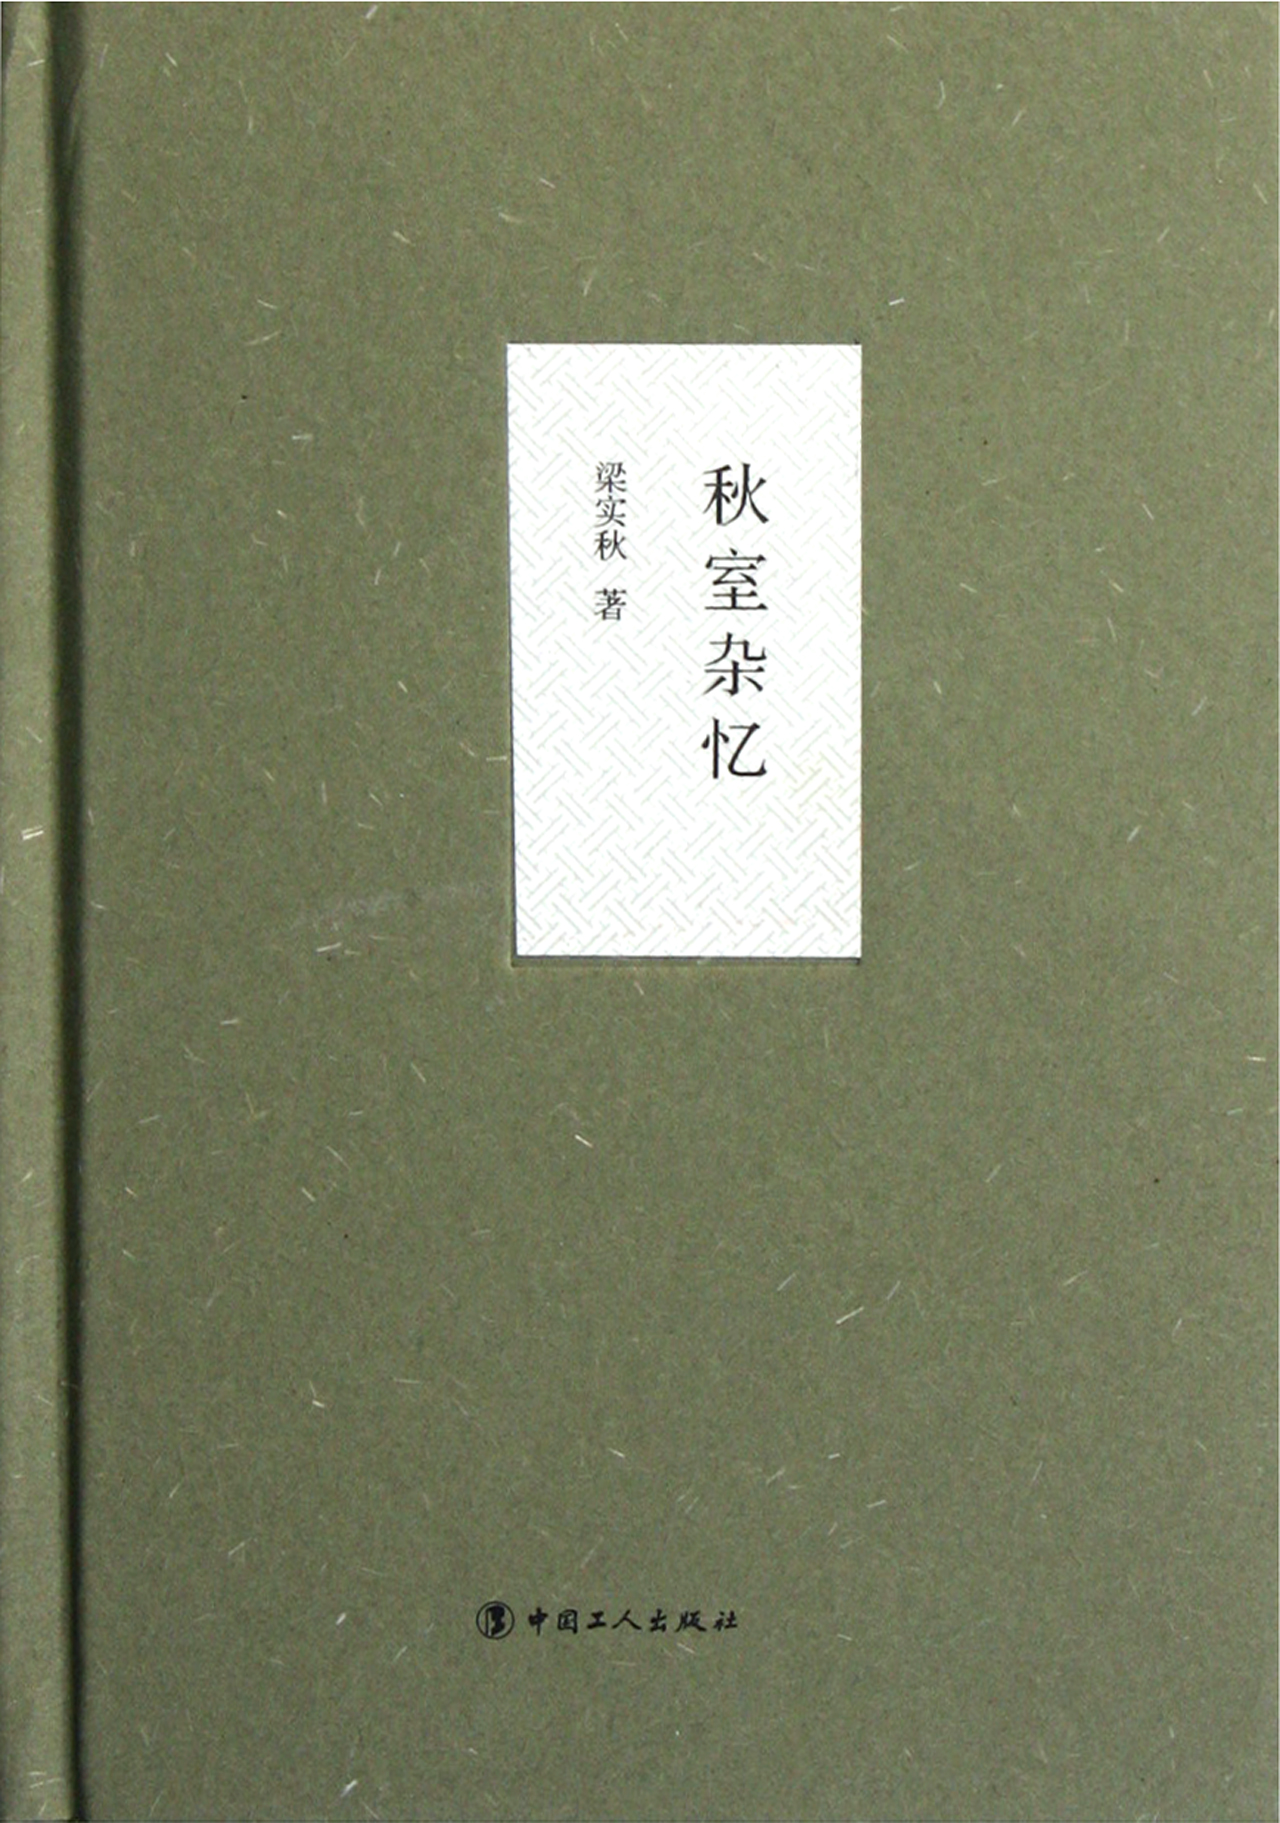 秋室杂忆
梁实秋 著
中国工人出版社